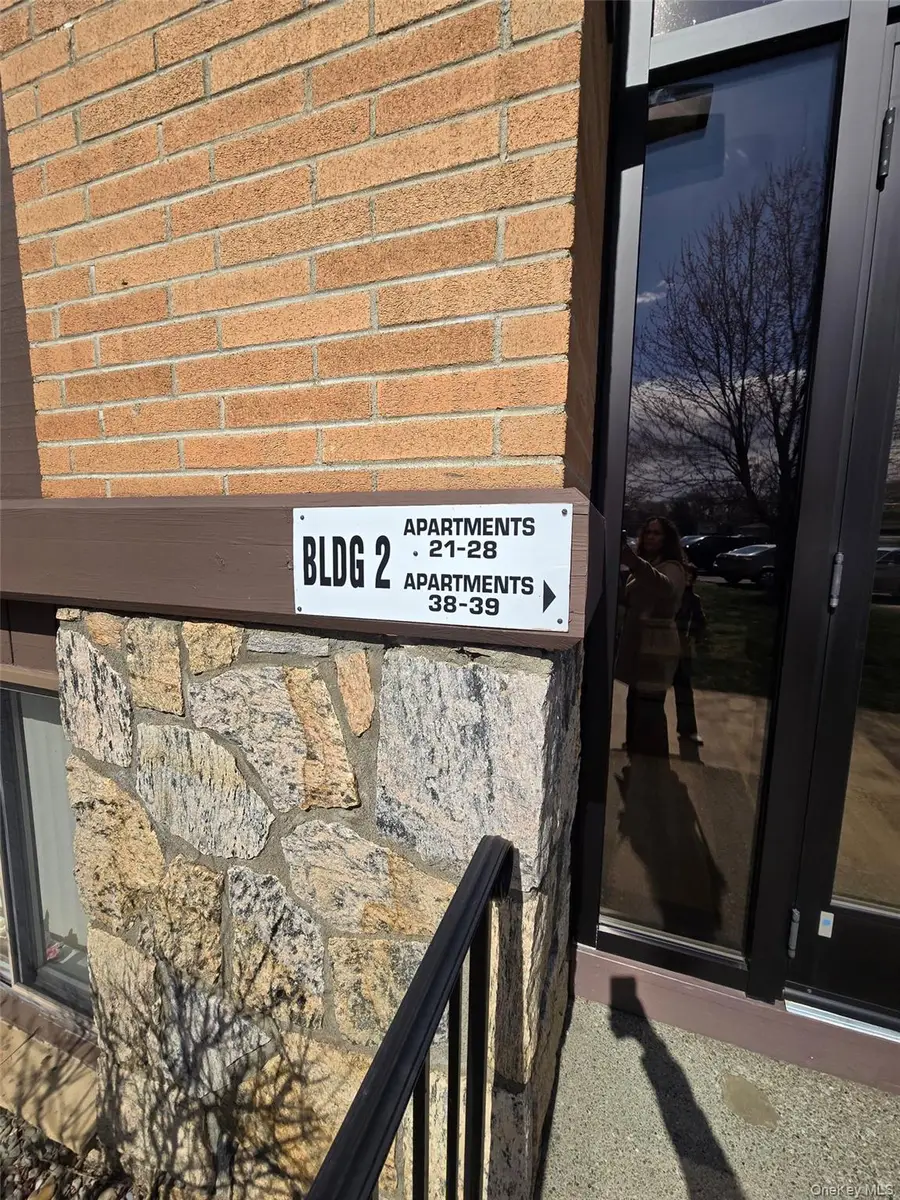 BLDG 2
APARTMENTS
21-28
APARTMENTS
38-39
OneKey MLS